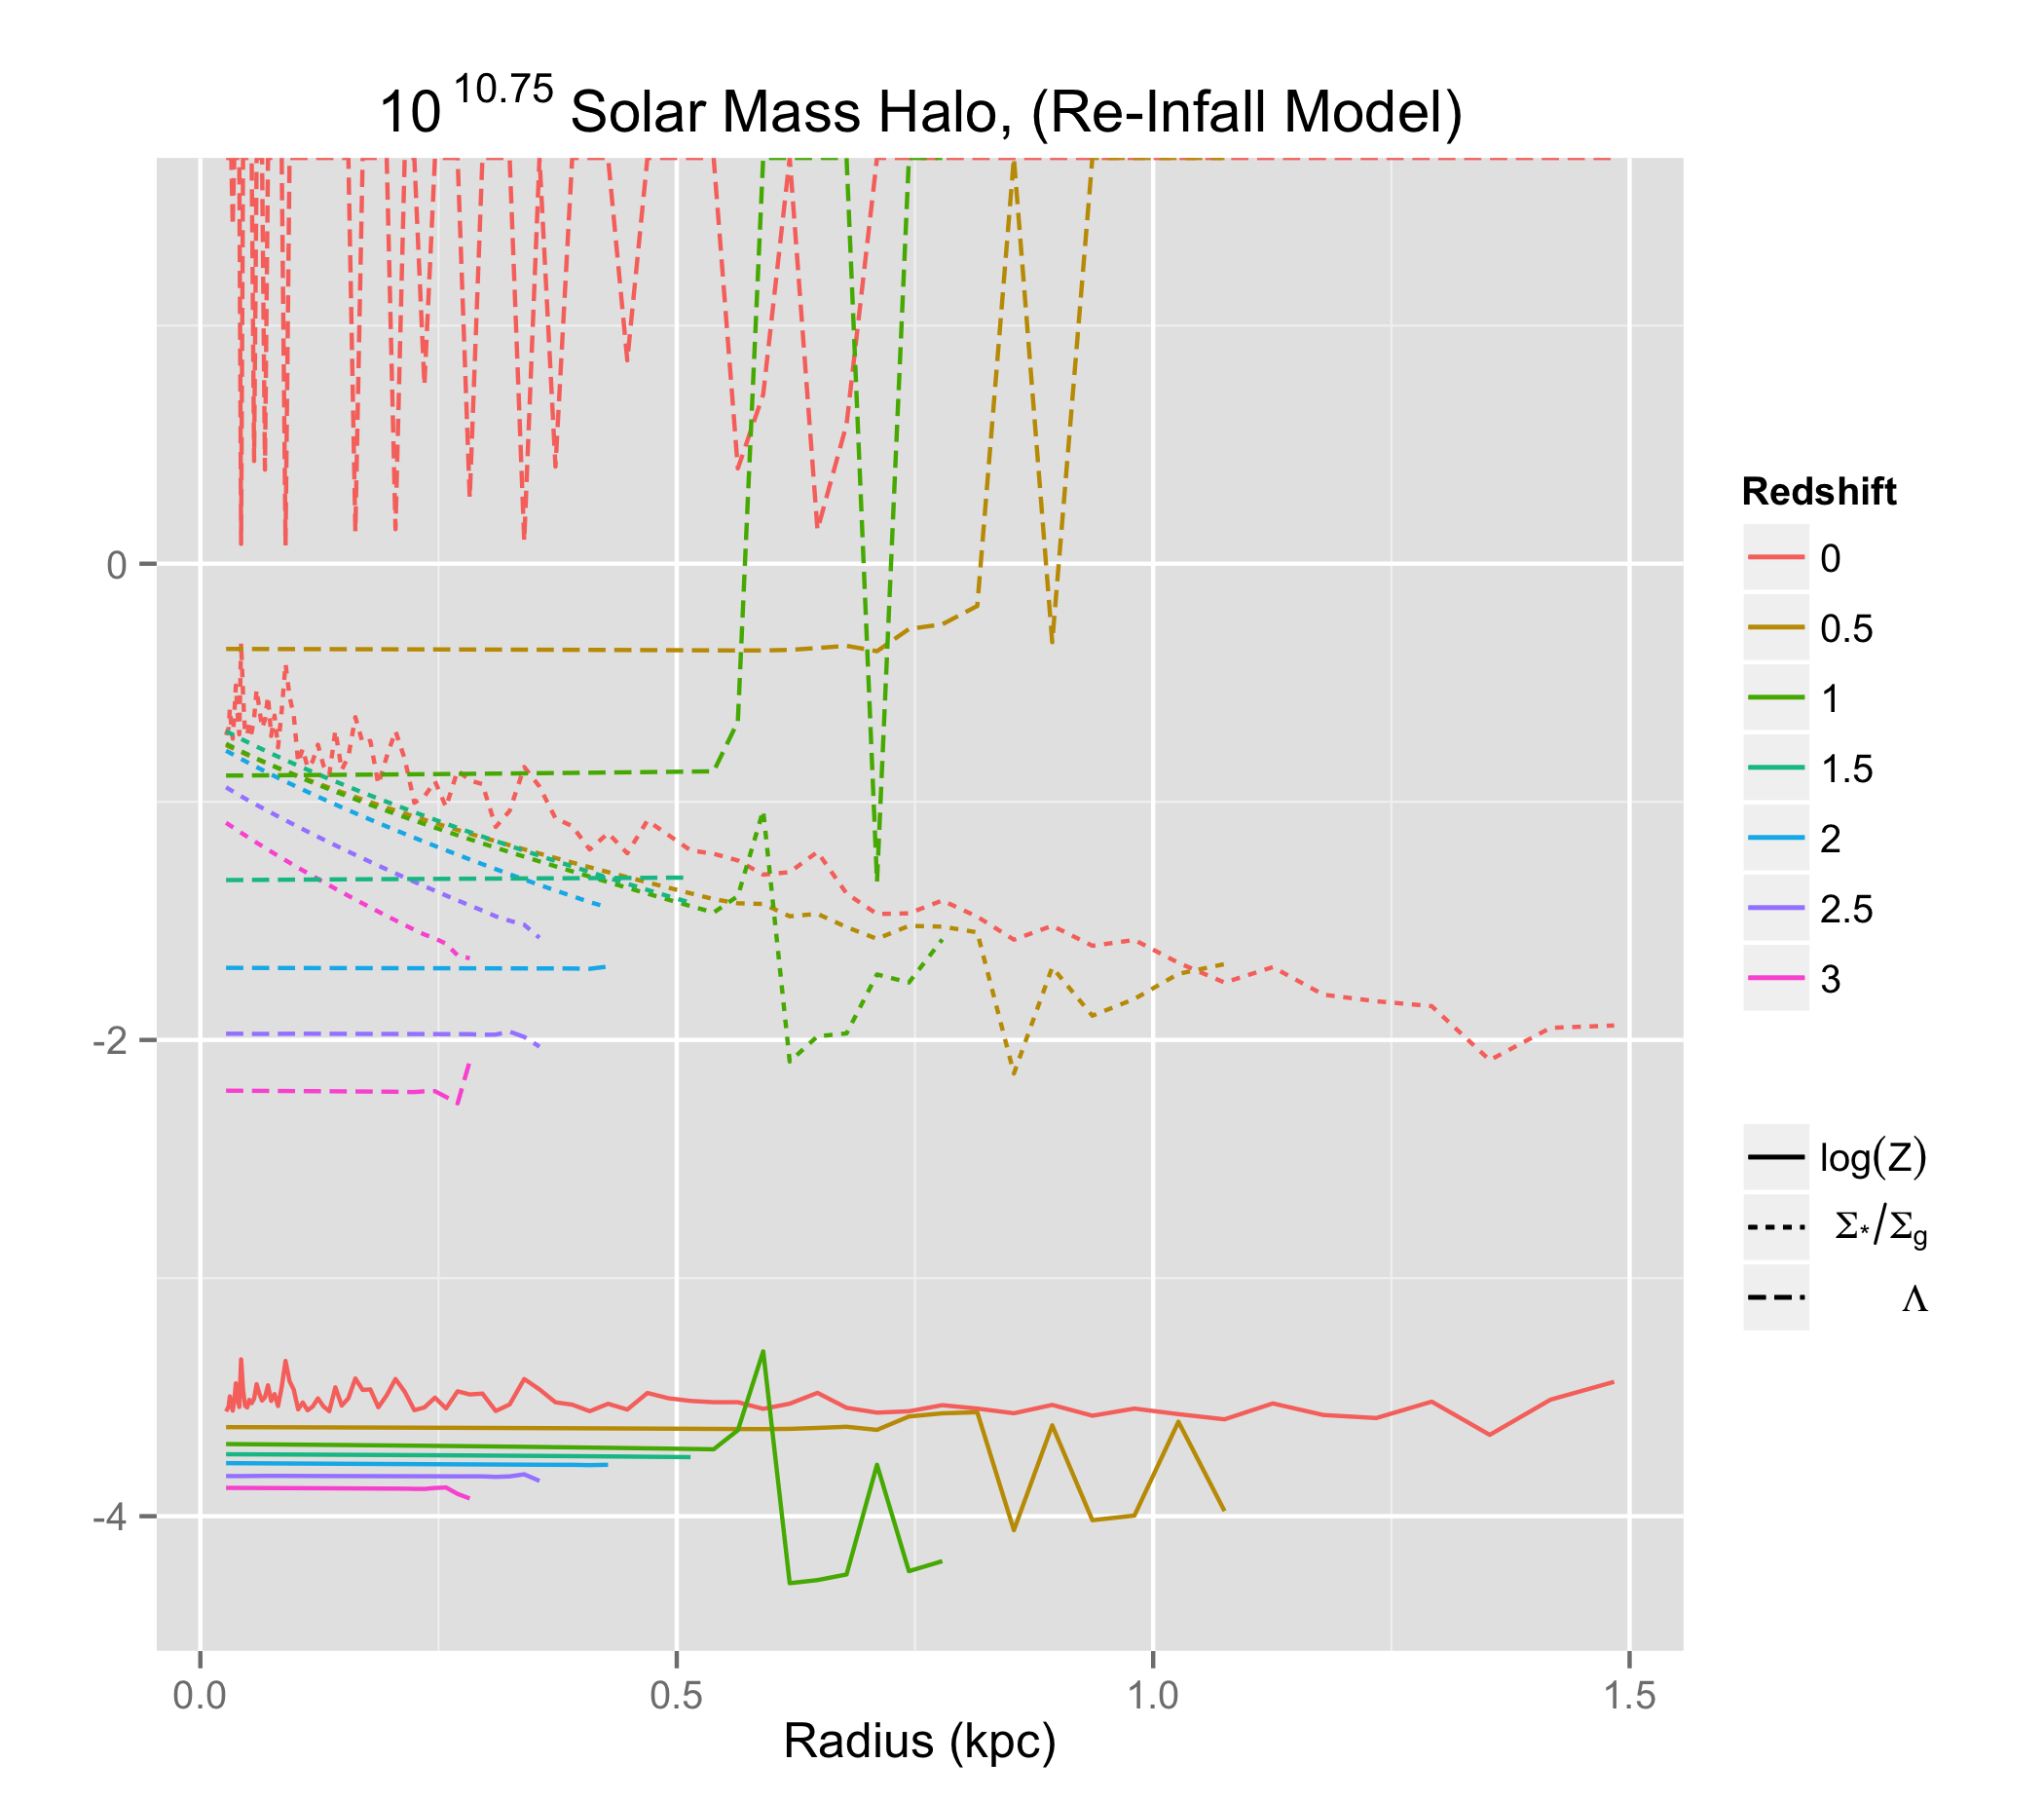 10^10.75 Solar Mass Halo, (Re-Infall Model)
0
-2
-4
0.0 0.5 1.0 1.5
Radius (kpc)
Redshift
0
0.5
1
1.5
2
2.5
3
log(Z)
Σ*/Σg
Λ